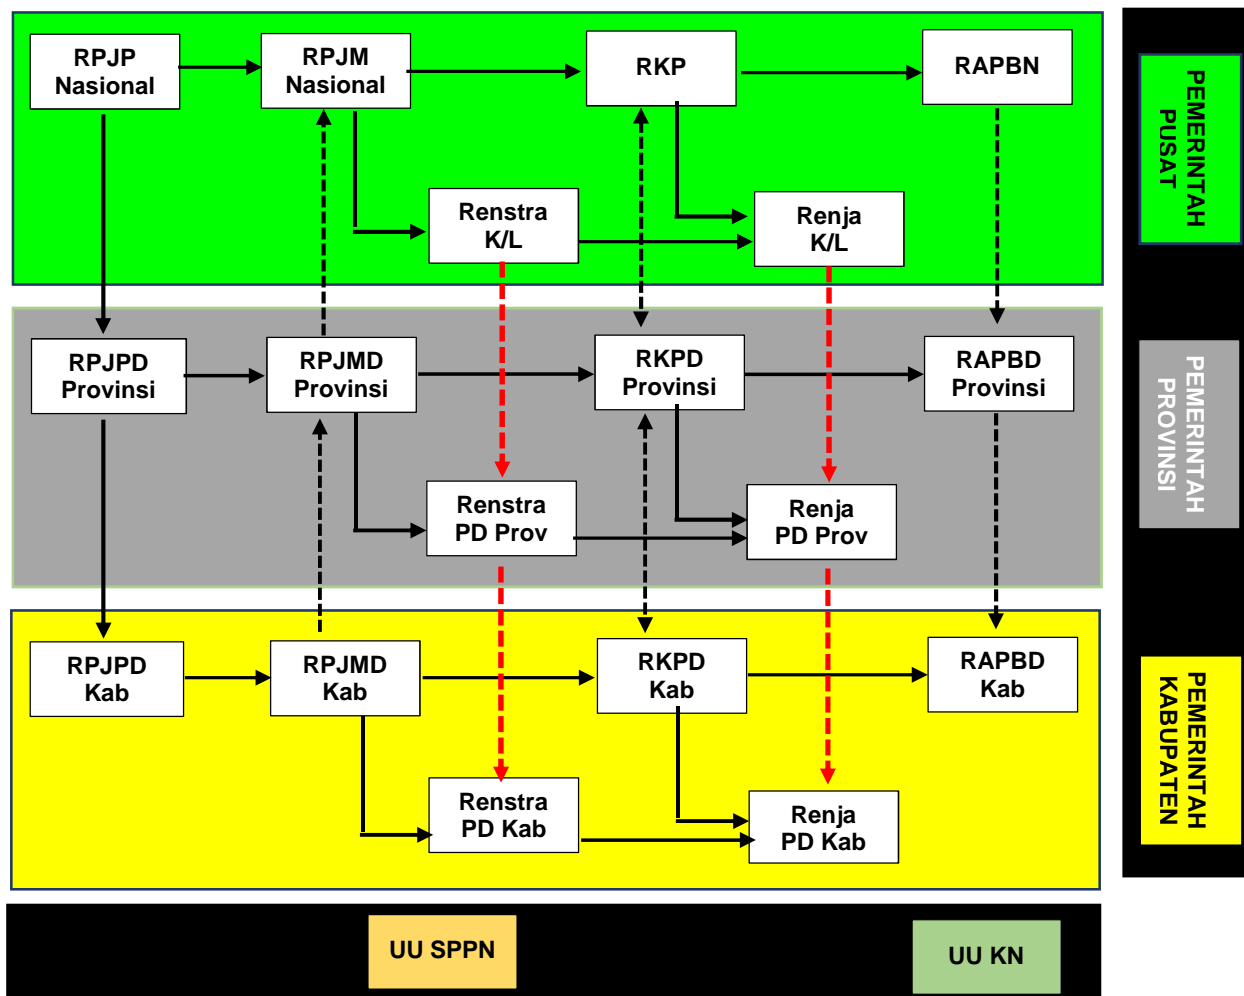 RPJP
Nasional
RPJM
Nasional
RKP
RAPBN
Renstra
K/L
Renja
K/L
PEMERINTAH
PUSAT
RPJPD
Provinsi
RPJMD
Provinsi
RKPD
Provinsi
RAPBD
Provinsi
Renstra
PD Prov
Renja
PD Prov
PEMERINTAH
PROVINSI
RPJPD
Kab
RPJMD
Kab
RKPD
Kab
RAPBD
Kab
Renstra
PD Kab
Renja
PD Kab
PEMERINTAH
KABUPATEN
UU SPPN
UU KN